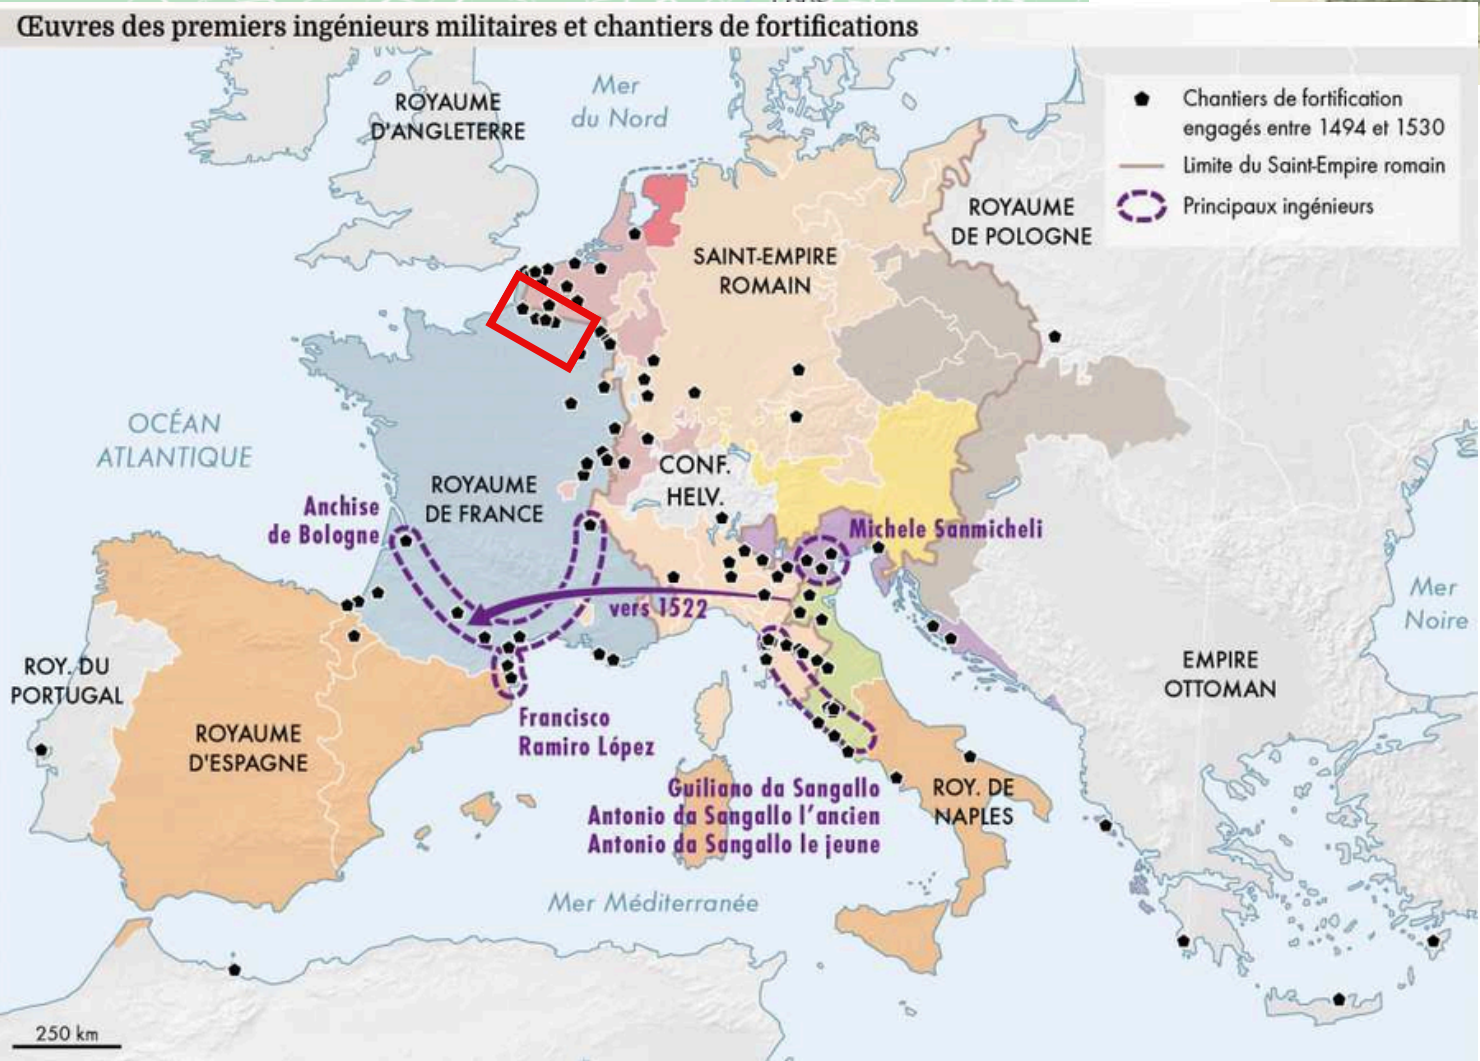 Œuvres des premiers ingénieurs militaires et chantiers de fortifications
Chantiers de fortification
engagés entre 1494 et 1530
Limite du Saint-Empire romain
Principaux ingénieurs
ROYAUME
D'ANGLETERRE
Mer
du Nord
ROYAUME
DE POLOGNE
SAINT-EMPIRE
ROMAIN
OCÉAN
ATLANTIQUE
ROYAUME
DE FRANCE
CONF.
HELV.
Anchise
de Bologne
Michele Sanmicheli
vers 1522
Mer
Noire
ROY. DU
PORTUGAL
EMPIRE
OTTOMAN
Francisco
Ramiro López
ROYAUME
D'ESPAGNE
Guiliano da Sangallo
Antonio da Sangallo l'ancien
Antonio da Sangallo le jeune
ROY. DE
NAPLES
Mer Méditerranée
250 km